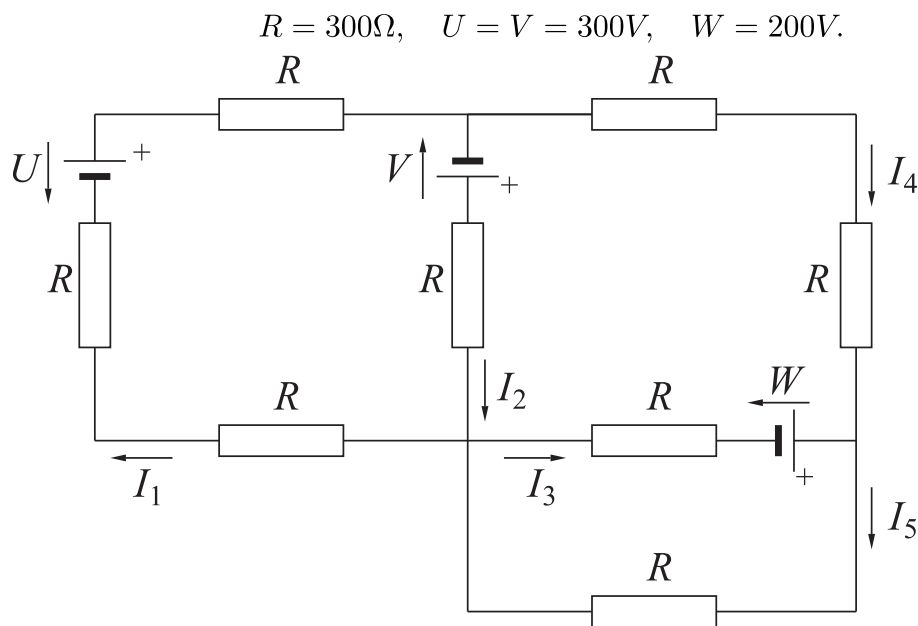 R = 300Ω, U = V = 300V, W = 200V.
R
R
U
+
V
+
I₄
R
R
R
I₂
W
R
R
I₁
I₃
+
I₅
R